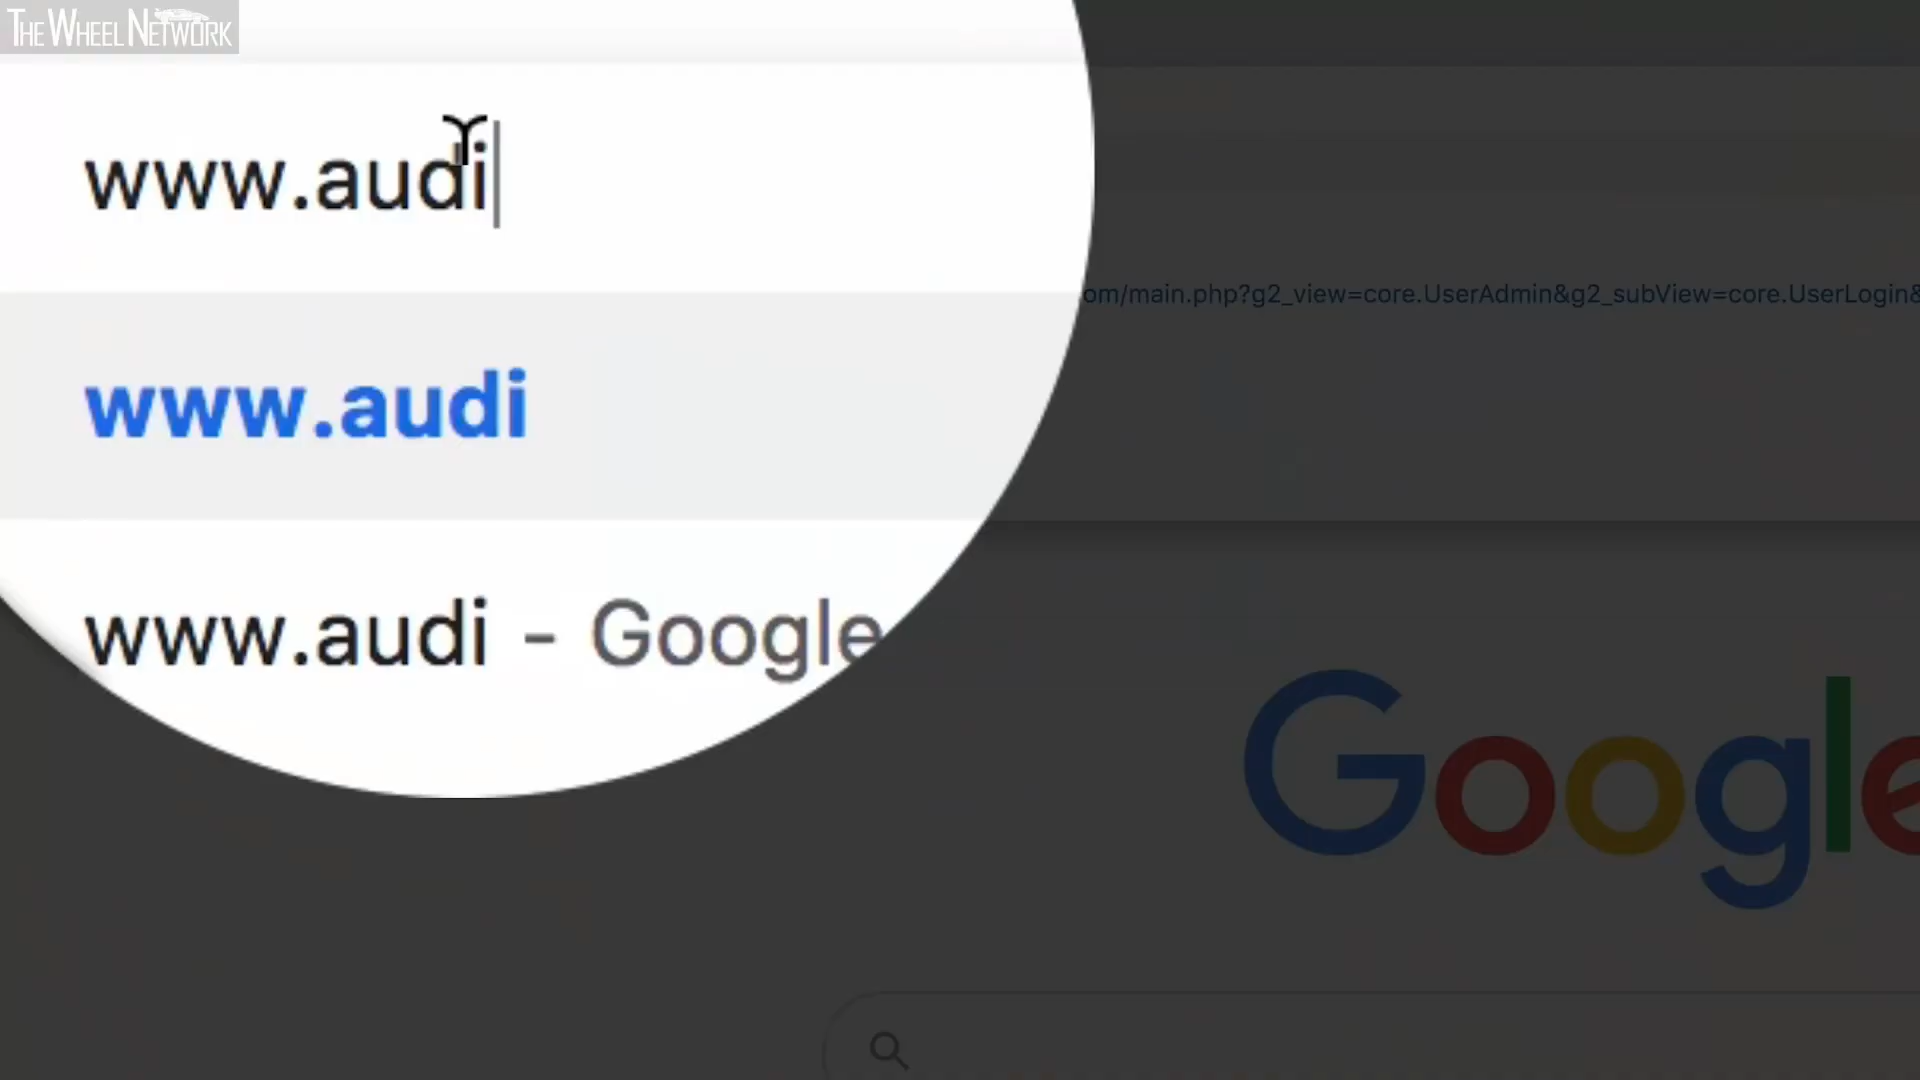 THE WHEEL NETWORK
www.audi
om/main.php?g2_view=core.UserAdmin&g2_subView=core.UserLogin&
www.audi
www.audi - Google
Google